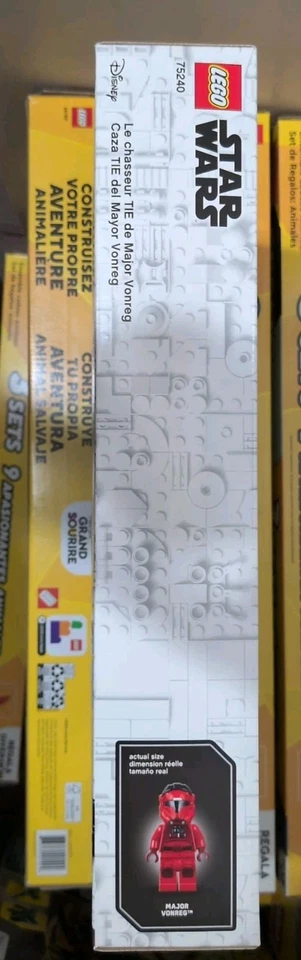 LEGO
STAR
WARS
75240
Disney
Le chasseur TIE de Major Vonreg
Caza TIE del Mayor Vonreg
actual size
dimension réelle
tamaño real
MAJOR
VONREG™
CONSTRUISEZ
VOTRE PROPRE
AVENTURE
ANIMALIÈRE
CONSTRUYE
TU PROPIA
AVENTURA
ANIMAL SALVAJE
GRAND
SOURIRE
3 SETS
9
Set de Regalos: Animales
REGALA